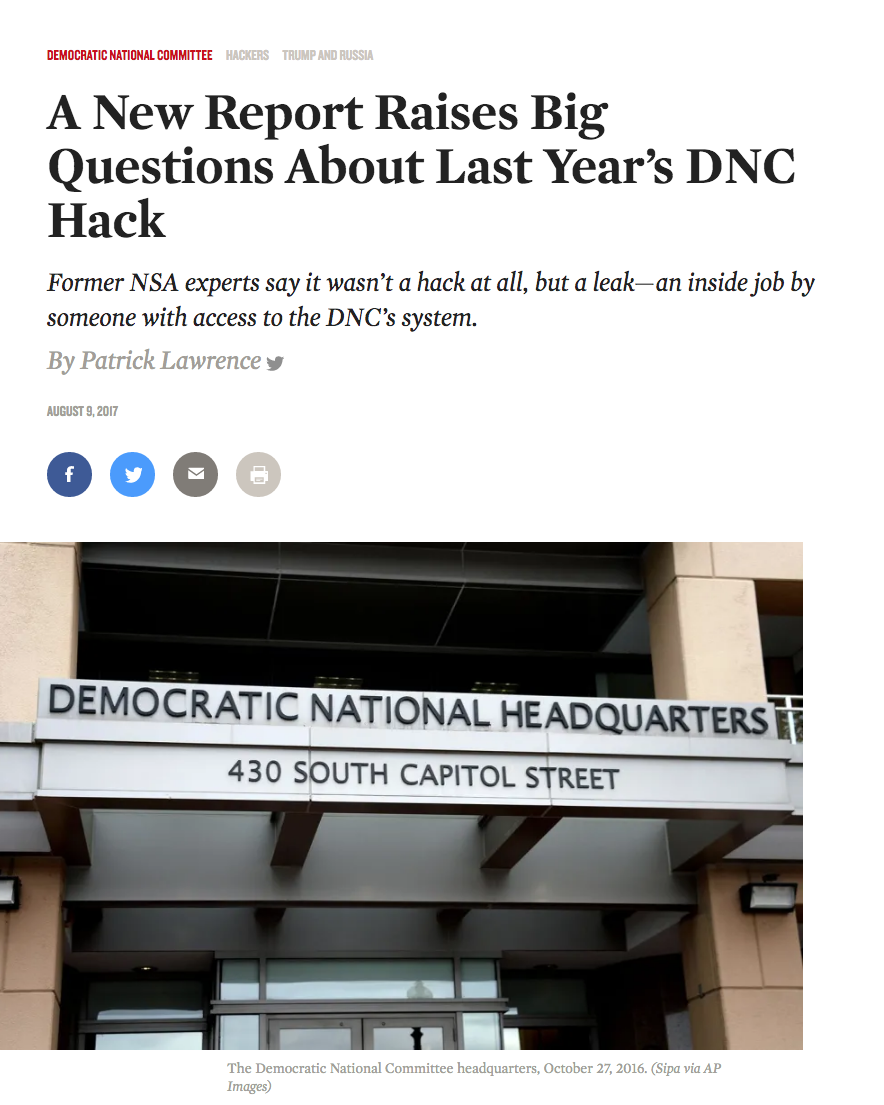 DEMOCRATIC NATIONAL COMMITTEE HACKERS TRUMP AND RUSSIA
A New Report Raises Big
Questions About Last Year’s DNC
Hack
Former NSA experts say it wasn’t a hack at all, but a leak—an inside job by
someone with access to the DNC’s system.
By Patrick Lawrence
AUGUST 9, 2017
DEMOCRATIC NATIONAL HEADQUARTERS
430 SOUTH CAPITOL STREET
The Democratic National Committee headquarters, October 27, 2016. (Sipa via AP
Images)